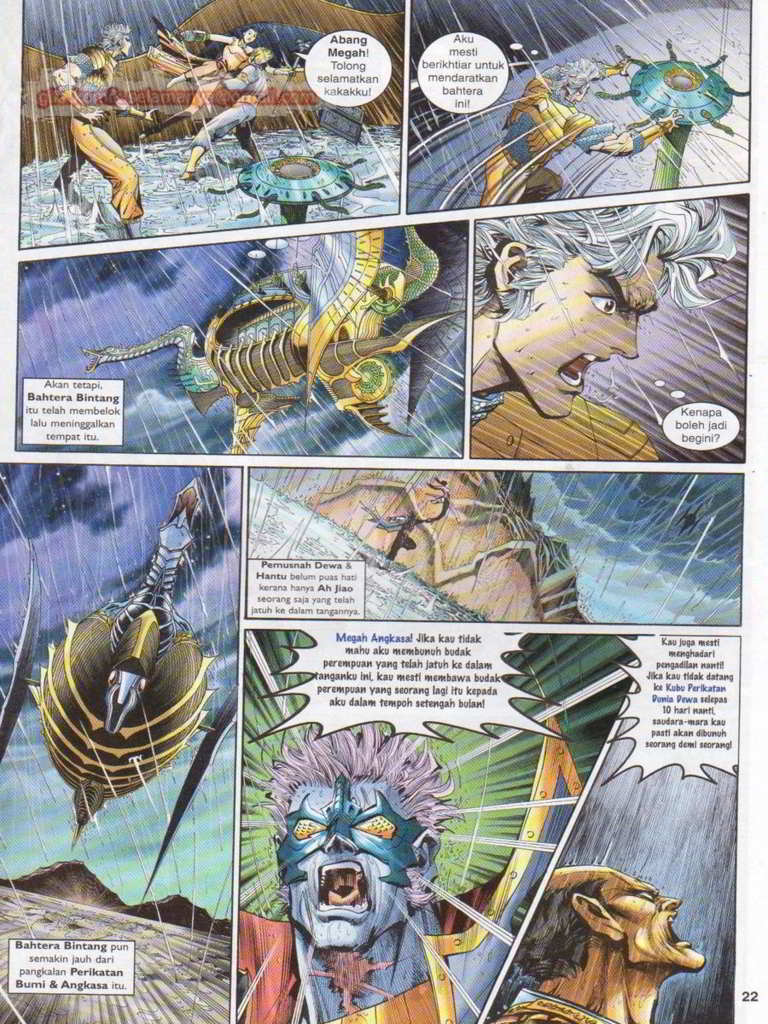 Abang
Megah!
Tolong
selamatkan
kakakku!
Aku
mesti
berikhtiar untuk
mendaratkan
bahtera
ini!
Akan tetapi,
Bahtera Bintang
itu telah membelok
lalu meninggalkan
tempat itu.
Kenapa
boleh jadi
begini?
Bahtera Bintang pun
semakin jauh dari
pangkalan Perikatan
Bumi & Angkasa itu.
Pemusnah Dewa &
Hantu belum puas hati
kerana hanya Ah Jiao
seorang saja yang telah
jatuh ke dalam tangannya.
Megah Angkasa! Jika kau tidak
mahu aku membunuh budak
perempuan yang telah jatuh ke dalam
tanganku ini, kau mesti membawa budak
perempuan yang seorang lagi itu kepada
aku dalam tempoh setengah bulan!
Kau juga mesti
menghadari
pengadilan nanti!
Jika kau tidak datang
ke Kubu Perikatan
Dunia Dewa selepas
10 hari nanti,
saudara-mara kau
pasti akan dibunuh
seorang demi seorang!
22